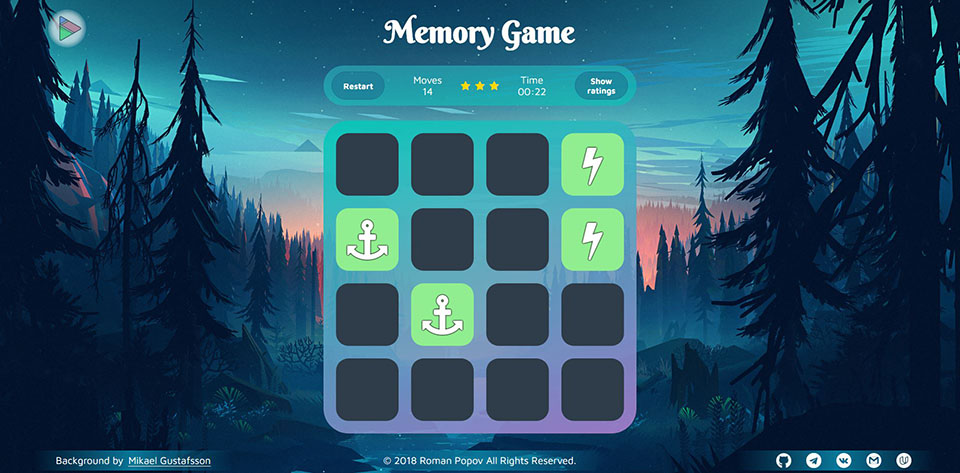 Memory Game
Restart
Moves
14
Time
00:22
Show
ratings
Background by Mikael Gustafsson
© 2018 Roman Popov All Rights Reserved.